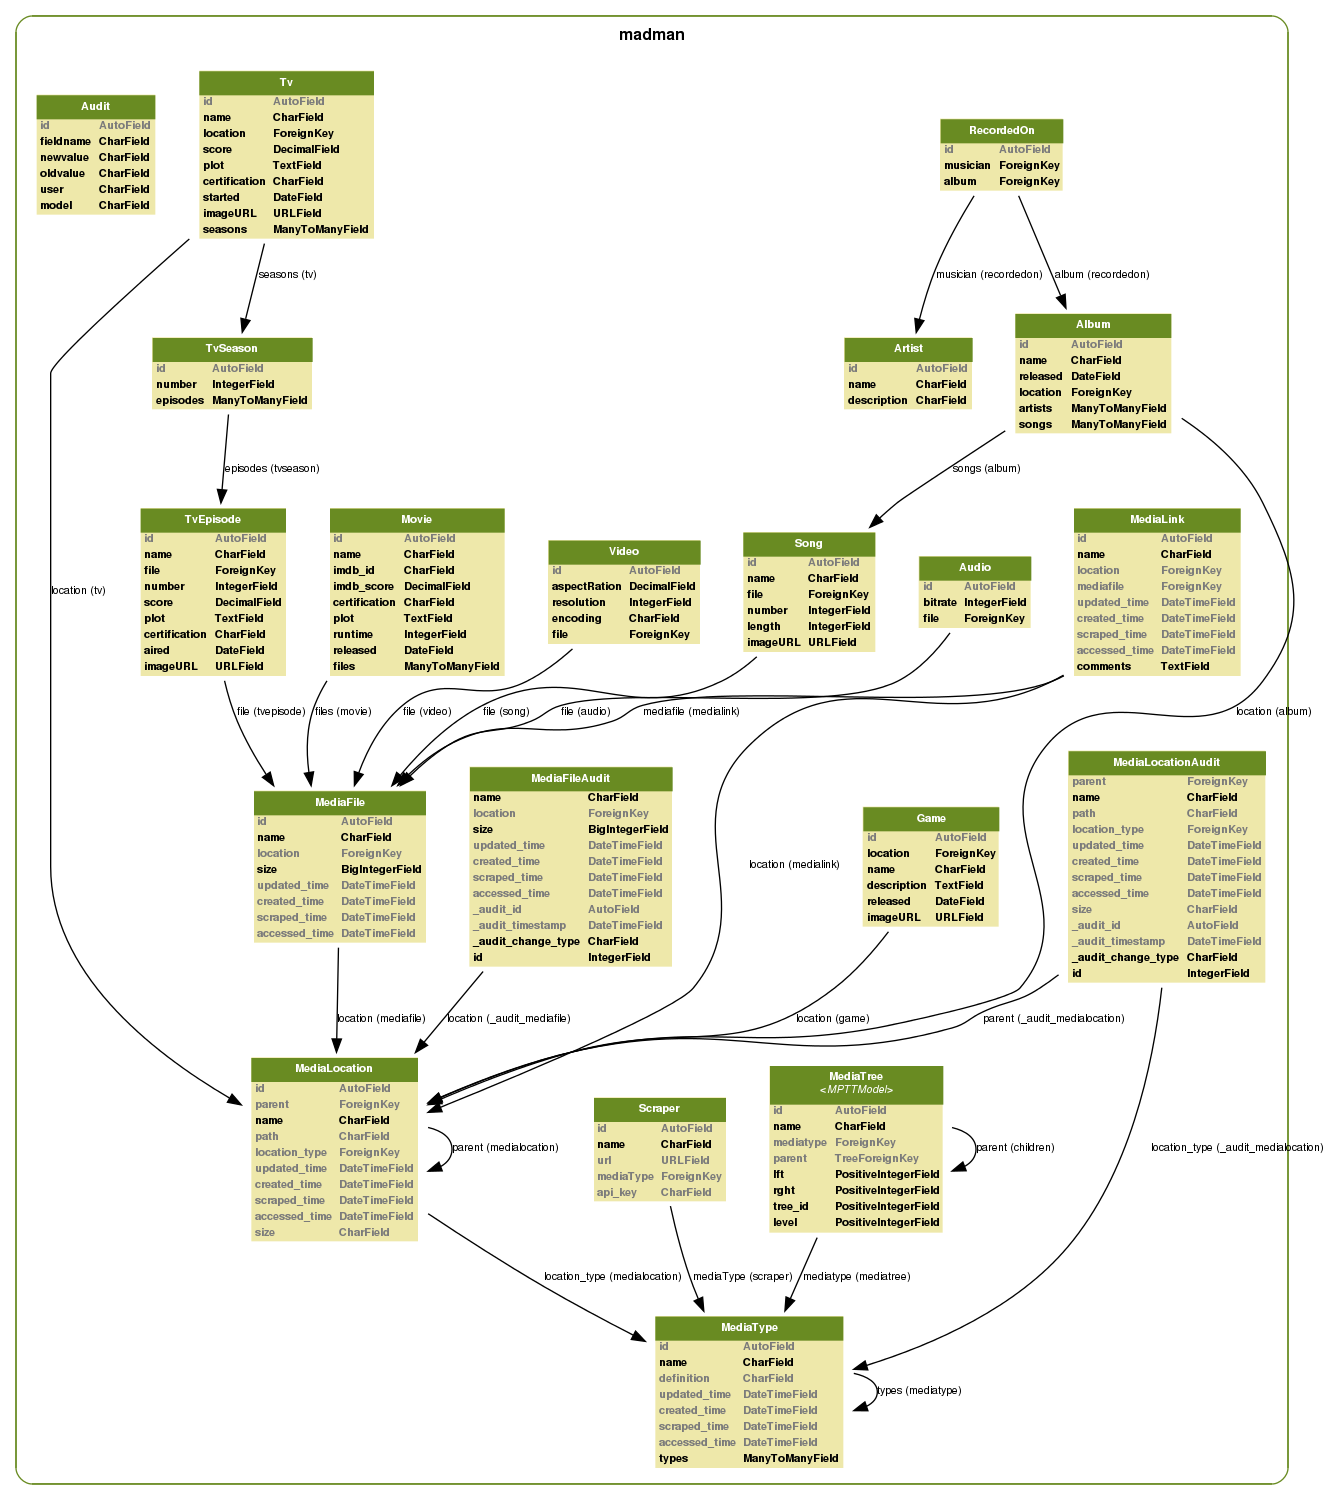 madman
Audit
id AutoField
fieldname CharField
newvalue CharField
oldvalue CharField
user CharField
model CharField
Tv
id AutoField
name CharField
location ForeignKey
score DecimalField
plot TextField
certification CharField
started DateField
imageURL URLField
seasons ManyToManyField
RecordedOn
id AutoField
musician ForeignKey
album ForeignKey
seasons (tv)
musician (recordedon)
album (recordedon)
TvSeason
id AutoField
number IntegerField
episodes ManyToManyField
Artist
id AutoField
name CharField
description CharField
Album
id AutoField
name CharField
released DateField
location ForeignKey
artists ManyToManyField
songs ManyToManyField
episodes (tvseason)
songs (album)
location (tv)
TvEpisode
id AutoField
name CharField
file ForeignKey
number IntegerField
score DecimalField
plot TextField
certification CharField
aired DateField
imageURL URLField
Movie
id AutoField
name CharField
imdb_id CharField
imdb_score DecimalField
certification CharField
plot TextField
runtime IntegerField
released DateField
files ManyToManyField
Video
id AutoField
aspectRation DecimalField
resolution IntegerField
encoding CharField
file ForeignKey
Song
id AutoField
name CharField
file ForeignKey
number IntegerField
length IntegerField
imageURL URLField
Audio
id AutoField
bitrate IntegerField
file ForeignKey
MediaLink
id AutoField
name CharField
location ForeignKey
mediafile ForeignKey
updated_time DateTimeField
created_time DateTimeField
scraped_time DateTimeField
accessed_time DateTimeField
comments TextField
file (tvepisode)
files (movie)
file (video)
file (song)
file (audio)
mediafile (medialink)
location (album)
MediaFile
id AutoField
name CharField
location ForeignKey
size BigIntegerField
updated_time DateTimeField
created_time DateTimeField
scraped_time DateTimeField
accessed_time DateTimeField
MediaFileAudit
name CharField
location ForeignKey
size BigIntegerField
updated_time DateTimeField
created_time DateTimeField
scraped_time DateTimeField
accessed_time DateTimeField
_audit_id AutoField
_audit_timestamp DateTimeField
_audit_change_type CharField
id IntegerField
location (medialink)
Game
id AutoField
location ForeignKey
name CharField
description TextField
released DateField
imageURL URLField
MediaLocationAudit
parent ForeignKey
name CharField
path CharField
location_type ForeignKey
updated_time DateTimeField
created_time DateTimeField
scraped_time DateTimeField
accessed_time DateTimeField
size CharField
_audit_id AutoField
_audit_timestamp DateTimeField
_audit_change_type CharField
id IntegerField
location (mediafile)
location (_audit_mediafile)
location (game)
parent (_audit_medialocation)
MediaLocation
id AutoField
parent ForeignKey
name CharField
path CharField
location_type ForeignKey
updated_time DateTimeField
created_time DateTimeField
scraped_time DateTimeField
accessed_time DateTimeField
size CharField
parent (medialocation)
Scraper
id AutoField
name CharField
url URLField
mediaType ForeignKey
api_key CharField
MediaTree
<MPTTModel>
id AutoField
name CharField
mediatype ForeignKey
parent TreeForeignKey
lft PositiveIntegerField
rght PositiveIntegerField
tree_id PositiveIntegerField
level PositiveIntegerField
parent (children)
location_type (_audit_medialocation)
location_type (medialocation)
mediaType (scraper)
mediatype (mediatree)
MediaType
id AutoField
name CharField
definition CharField
updated_time DateTimeField
created_time DateTimeField
scraped_time DateTimeField
accessed_time DateTimeField
types ManyToManyField
types (mediatype)